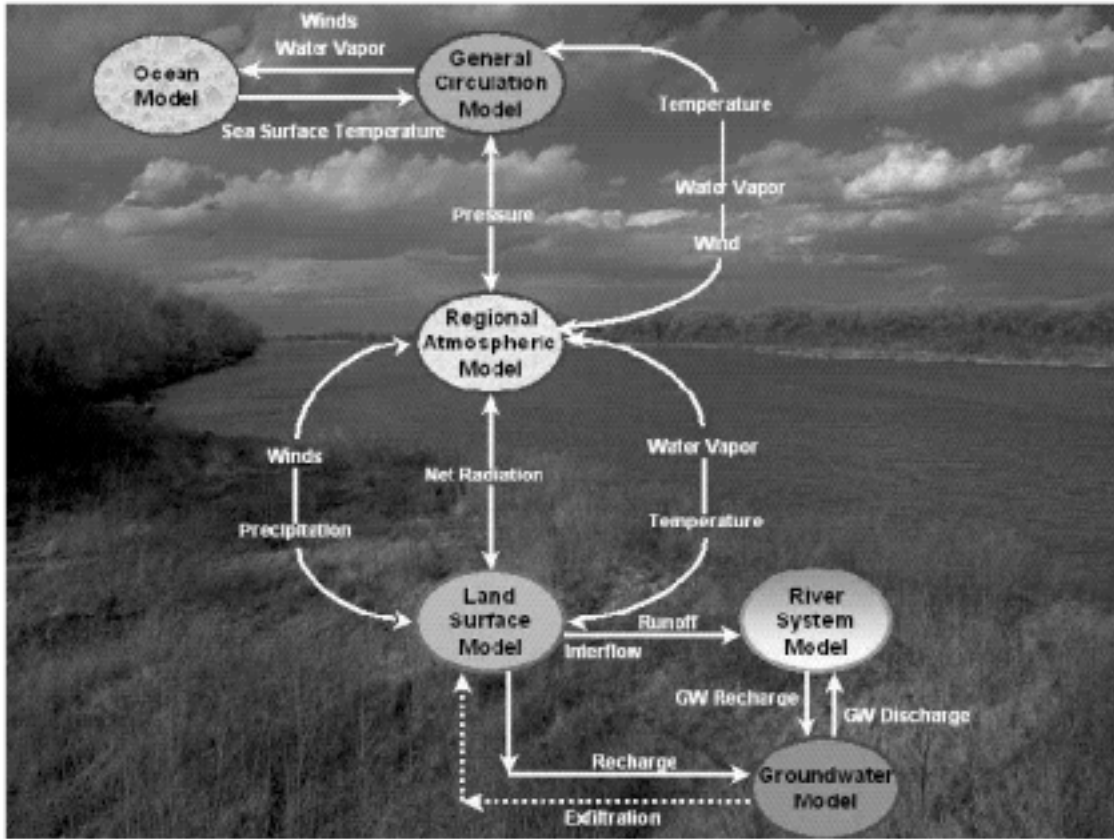 Winds
Water Vapor
Ocean
Model
General
Circulation
Model
Sea Surface Temperature
Temperature
Water Vapor
Wind
Pressure
Regional
Atmospheric
Model
Winds
Precipitation
Net Radiation
Water Vapor
Temperature
Land
Surface
Model
Runoff
Interflow
River
System
Model
GW Recharge
GW Discharge
Recharge
Exfiltration
Groundwater
Model